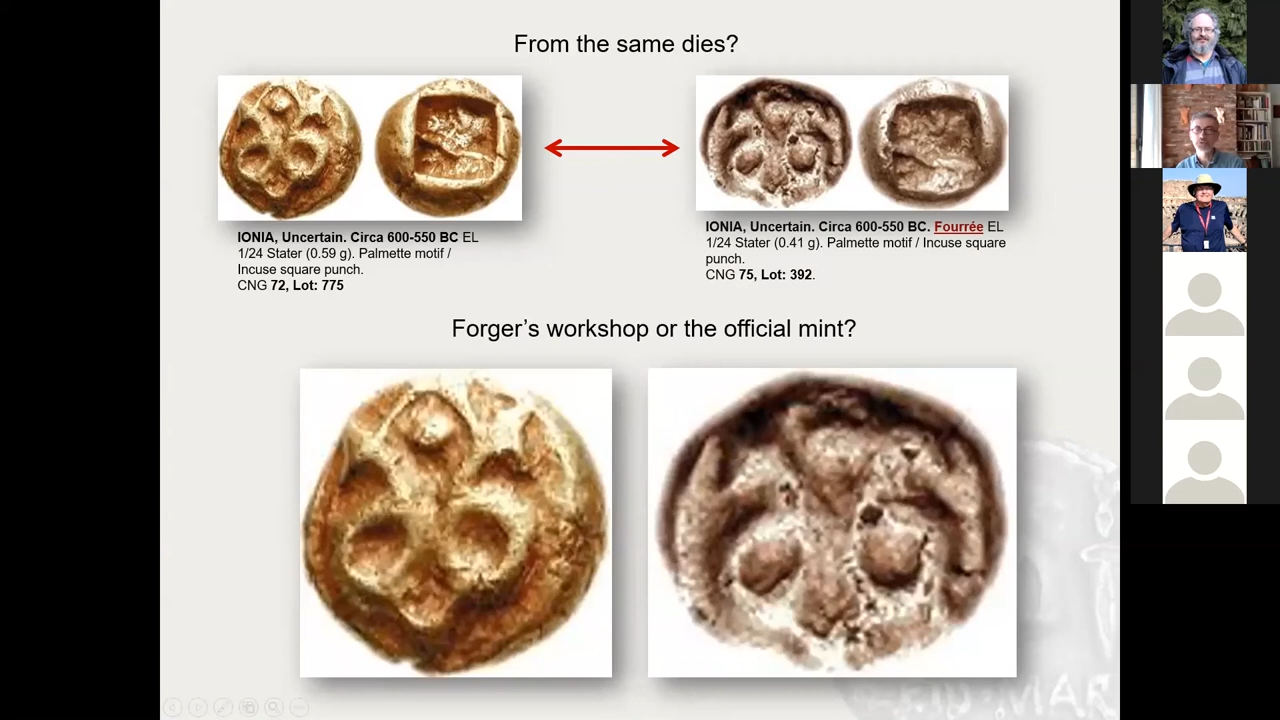 From the same dies?
IONIA, Uncertain. Circa 600-550 BC EL
1/24 Stater (0.59 g). Palmette motif /
Incuse square punch.
CNG 72, Lot: 775
IONIA, Uncertain. Circa 600-550 BC. Fourrée EL
1/24 Stater (0.41 g). Palmette motif / Incuse square
punch.
CNG 75, Lot: 392.
Forger’s workshop or the official mint?